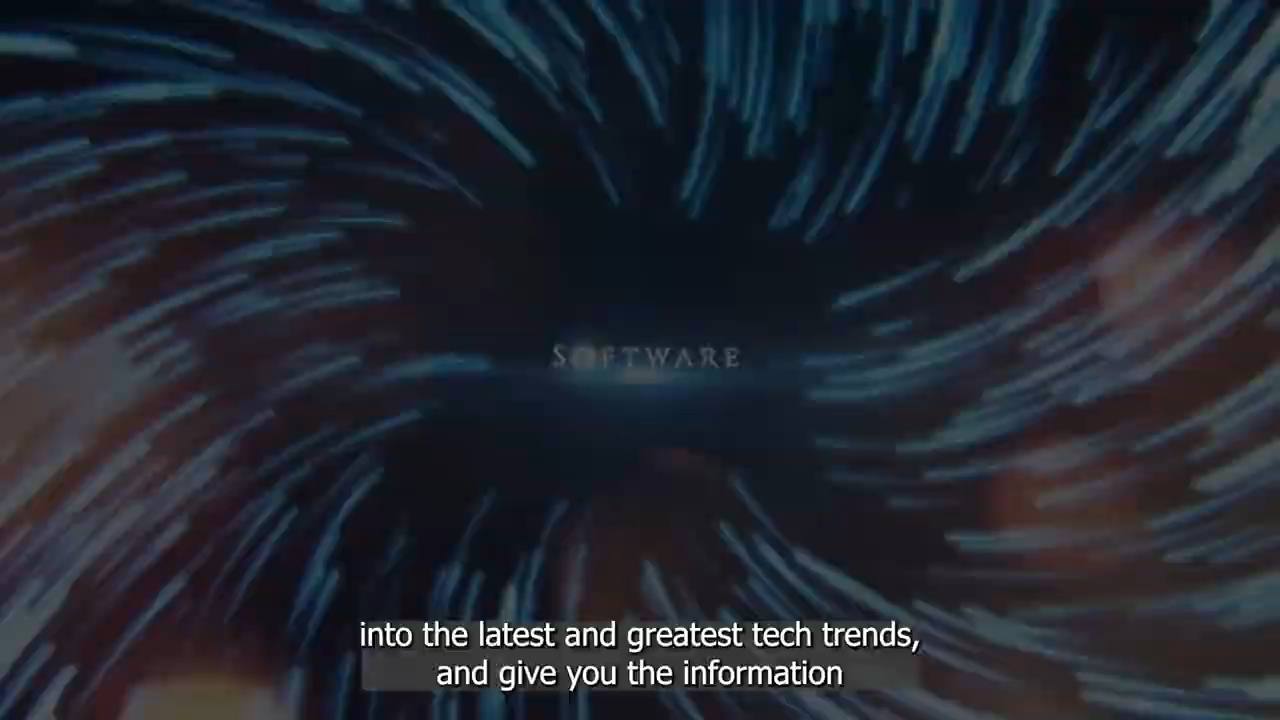 SOFTWARE
into the latest and greatest tech trends,
and give you the information